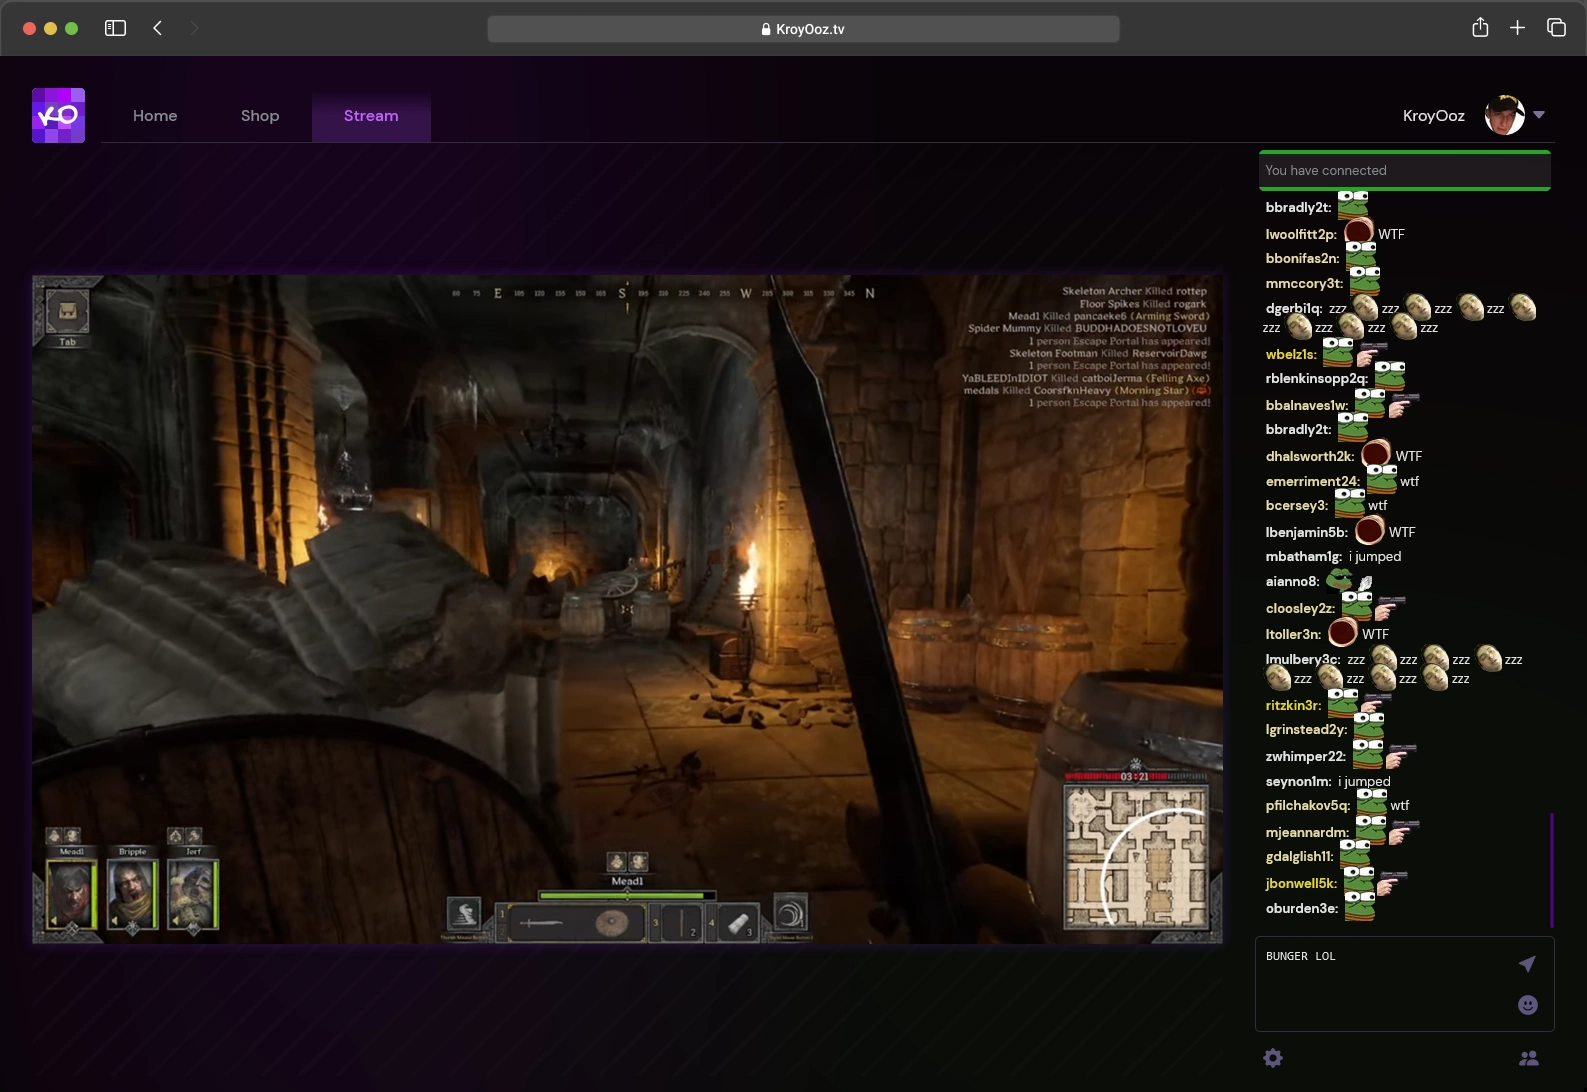 KroyOoz.tv
KO
Home
Shop
Stream
KroyOoz
You have connected
bbradly2t:
lwoolfitt2p: WTF
bbonifas2n:
mmccory3t:
dgerbi1q: zzz zzz zzz zzz
zzz zzz zzz zzz
wbelz1s:
rblenkinsopp2q:
bbalnaves1w:
bbradly2t:
dhalsworth2k: WTF
emerriment24: wtf
bcersey3: wtf
lbenjamin5b: WTF
mbatham1g: i jumped
aianno8:
cloosley2z:
ltoller3n: WTF
lmulbery3c: zzz zzz zzz zzz
zzz zzz zzz zzz
ritzkin3r:
lgrinstead2y:
zwhimper22:
seynon1m: i jumped
pfilchakov5q: wtf
mjeannardm:
gdalglish11:
jbonwell5k:
oburden3e:
BUNGER LOL
Tab
60 75 E 105 120 135 150 165 S 195 210 225 240 255 W 285 300 315 330 345 N
Skeleton Archer Killed rottep
Floor Spikes Killed rogark
Mead1 Killed pancaeke6 (Arming Sword)
Spider Mummy Killed BUDDHADOESNOTLOVEU
1 person Escape Portal has appeared!
Skeleton Footman Killed ReservoirDawg
1 person Escape Portal has appeared!
YaBLEEDInIDIOT Killed catboiJerma (Felling Axe)
medals Killed CoorsfknHeavy (Morning Star)
1 person Escape Portal has appeared!
03:21
Mead1
Bripple
Jerf
Mead1
1
3
2
4
3